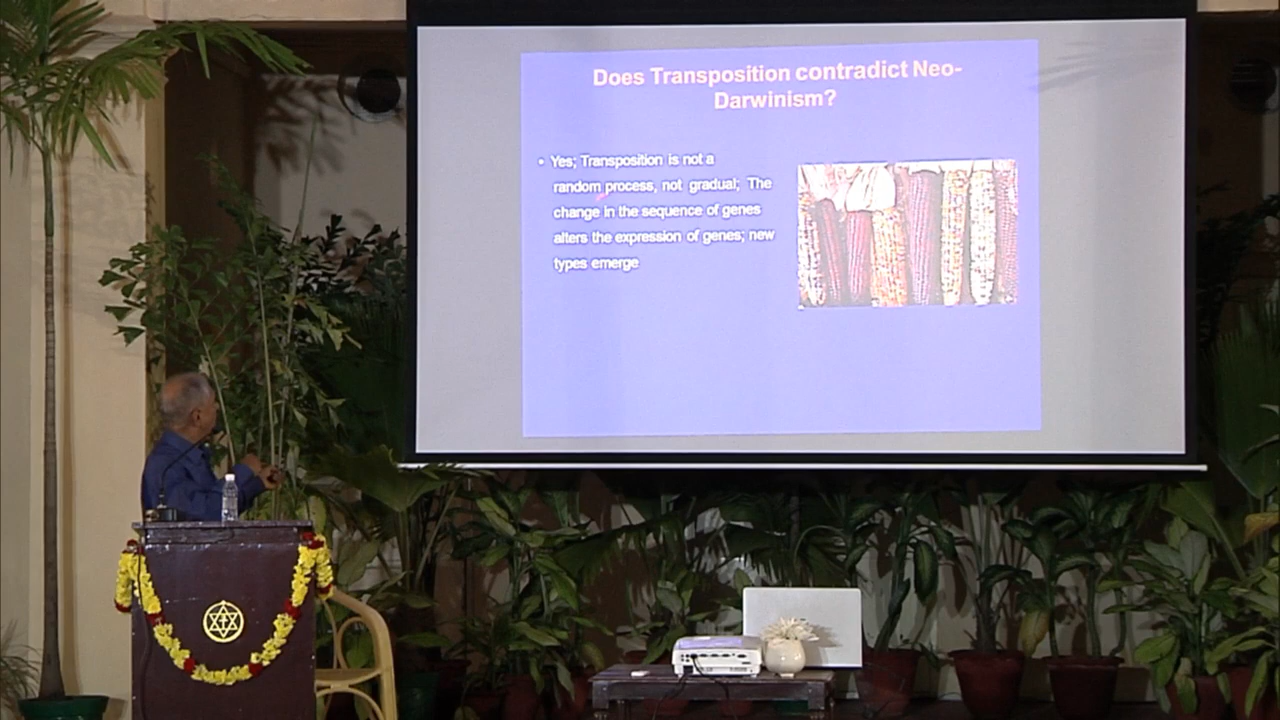 Does Transposition contradict Neo-
Darwinism?
• Yes; Transposition is not a
random process, not gradual; The
change in the sequence of genes
alters the expression of genes; new
types emerge